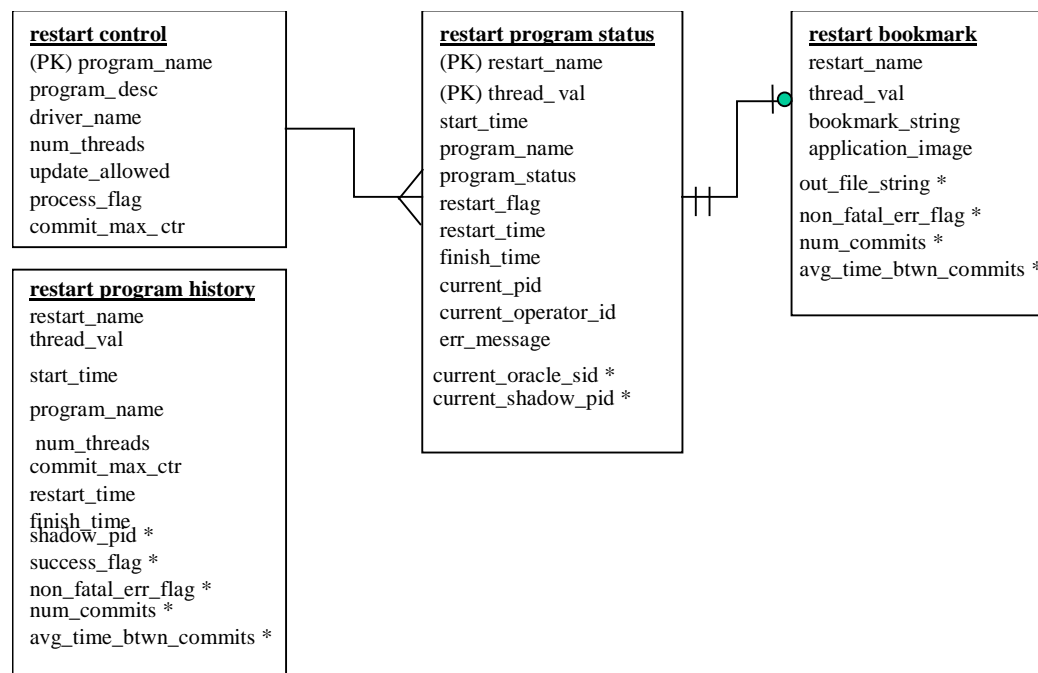 restart control
(PK) program_name
program_desc
driver_name
num_threads
update_allowed
process_flag
commit_max_ctr
restart program history
restart_name
thread_val
start_time
program_name
num_threads
commit_max_ctr
restart_time
finish_time
shadow_pid *
success_flag *
non_fatal_err_flag *
num_commits *
avg_time_btwn_commits *
restart program status
(PK) restart_name
(PK) thread_val
start_time
program_name
program_status
restart_flag
restart_time
finish_time
current_pid
current_operator_id
err_message
current_oracle_sid *
current_shadow_pid *
restart bookmark
restart_name
thread_val
bookmark_string
application_image
out_file_string *
non_fatal_err_flag *
num_commits *
avg_time_btwn_commits *